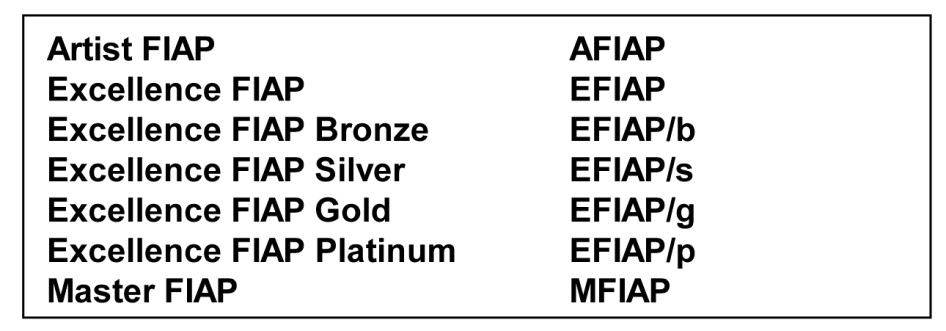 Artist FIAP AFIAP
Excellence FIAP EFIAP
Excellence FIAP Bronze EFIAP/b
Excellence FIAP Silver EFIAP/s
Excellence FIAP Gold EFIAP/g
Excellence FIAP Platinum EFIAP/p
Master FIAP MFIAP